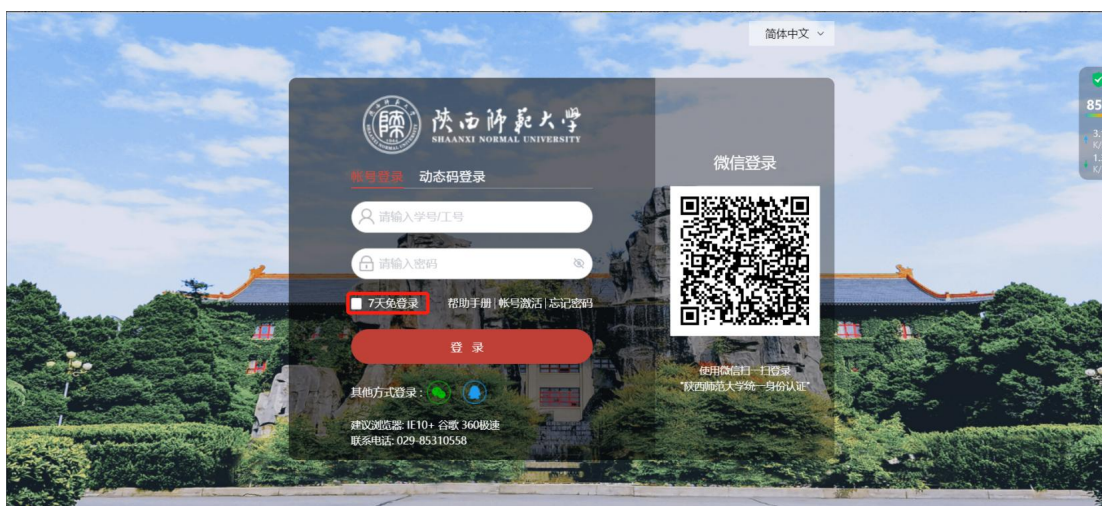 简体中文
陕西师范大学
SHAANXI NORMAL UNIVERSITY
帐号登录 动态码登录
请输入学号/工号
请输入密码
7天免登录 帮助手册|帐号激活|忘记密码
登 录
其他方式登录:
建议浏览器: IE10+ 谷歌 360极速
联系电话: 029-85310558
微信登录
使用微信扫一扫登录
"陕西师范大学统一身份认证"
85
3.
K/
1.
K/